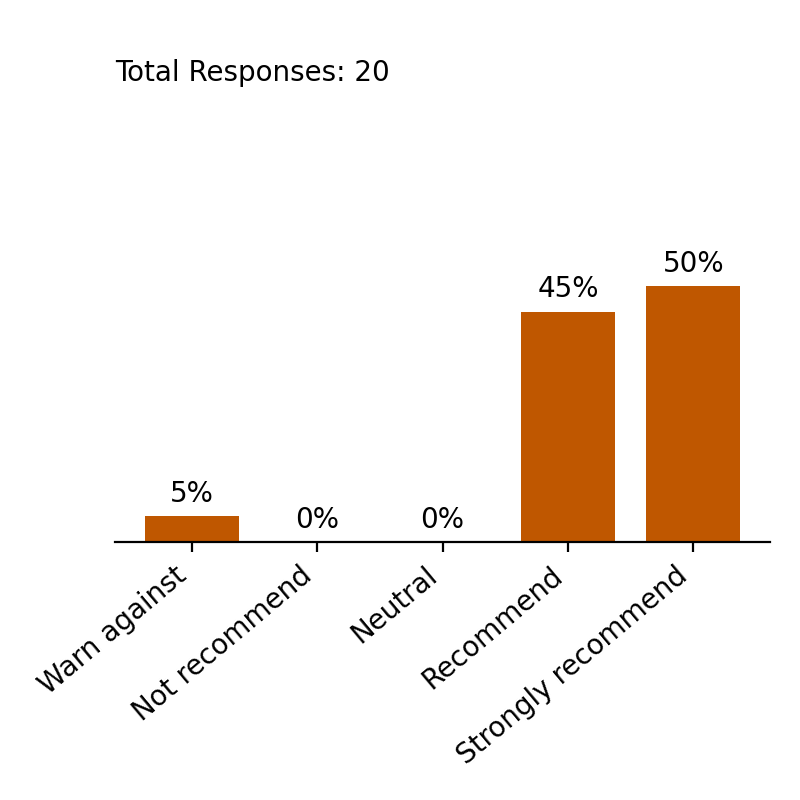 Total Responses: 20
50%
45%
5%
0%
0%
Warn against
Not recommend
Neutral
Recommend
Strongly recommend